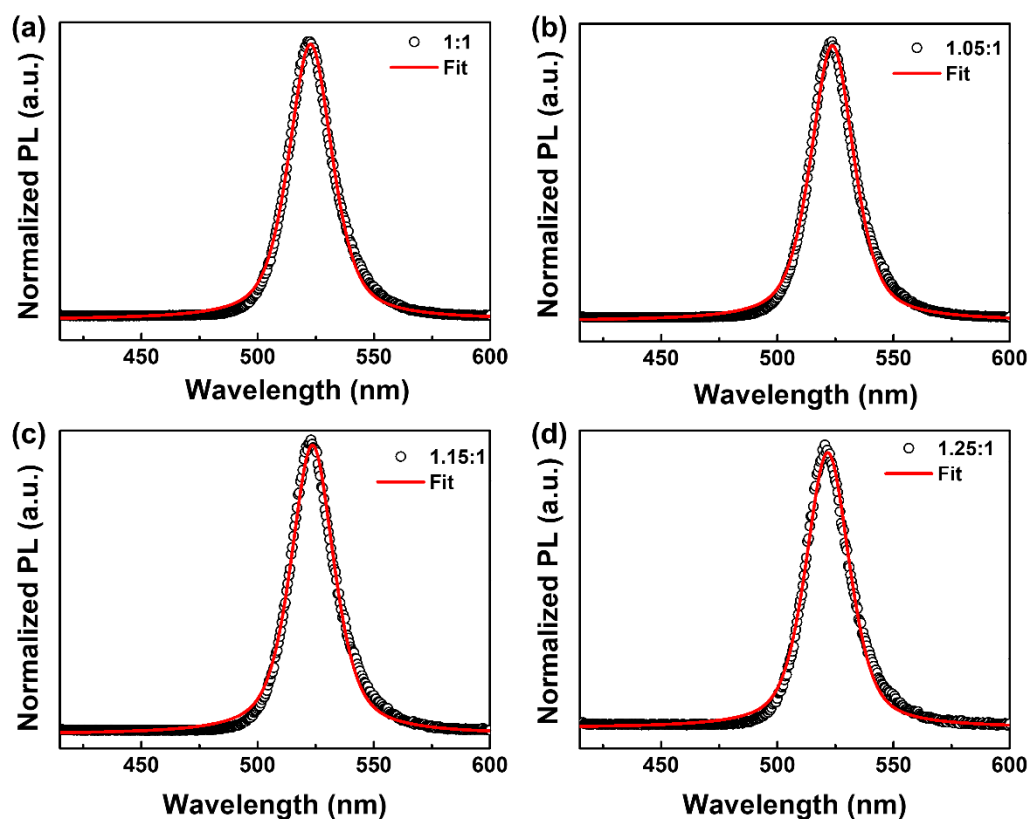 (a)
1:1
Fit
Normalized PL (a.u.)
450 500 550 600
Wavelength (nm)
(b)
1.05:1
Fit
Normalized PL (a.u.)
450 500 550 600
Wavelength (nm)
(c)
1.15:1
Fit
Normalized PL (a.u.)
450 500 550 600
Wavelength (nm)
(d)
1.25:1
Fit
Normalized PL (a.u.)
450 500 550 600
Wavelength (nm)